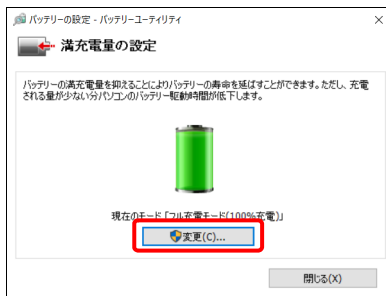 バッテリーの設定 - バッテリーユーティリティ
満充電量の設定
バッテリーの満充電量を抑えることによりバッテリーの寿命を延ばすことができます。ただし、充電
される量が少ない分パソコンのバッテリー駆動時間が低下します。
現在のモード「フル充電モード(100%充電)」
変更(C)...
閉じる(X)